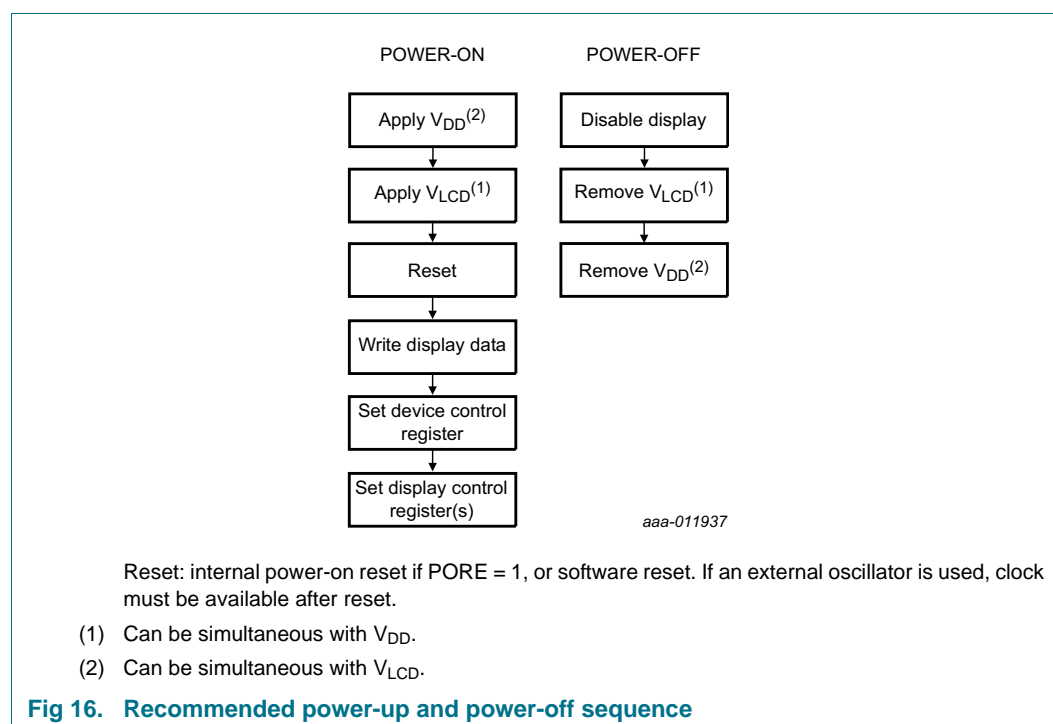 POWER-ON
Apply VDD(2)
Apply VLCD(1)
Reset
Write display data
Set device control
register
Set display control
register(s)
POWER-OFF
Disable display
Remove VLCD(1)
Remove VDD(2)
aaa-011937
Reset: internal power-on reset if PORE = 1, or software reset. If an external oscillator is used, clock
must be available after reset.
(1) Can be simultaneous with VDD.
(2) Can be simultaneous with VLCD.
Fig 16. Recommended power-up and power-off sequence